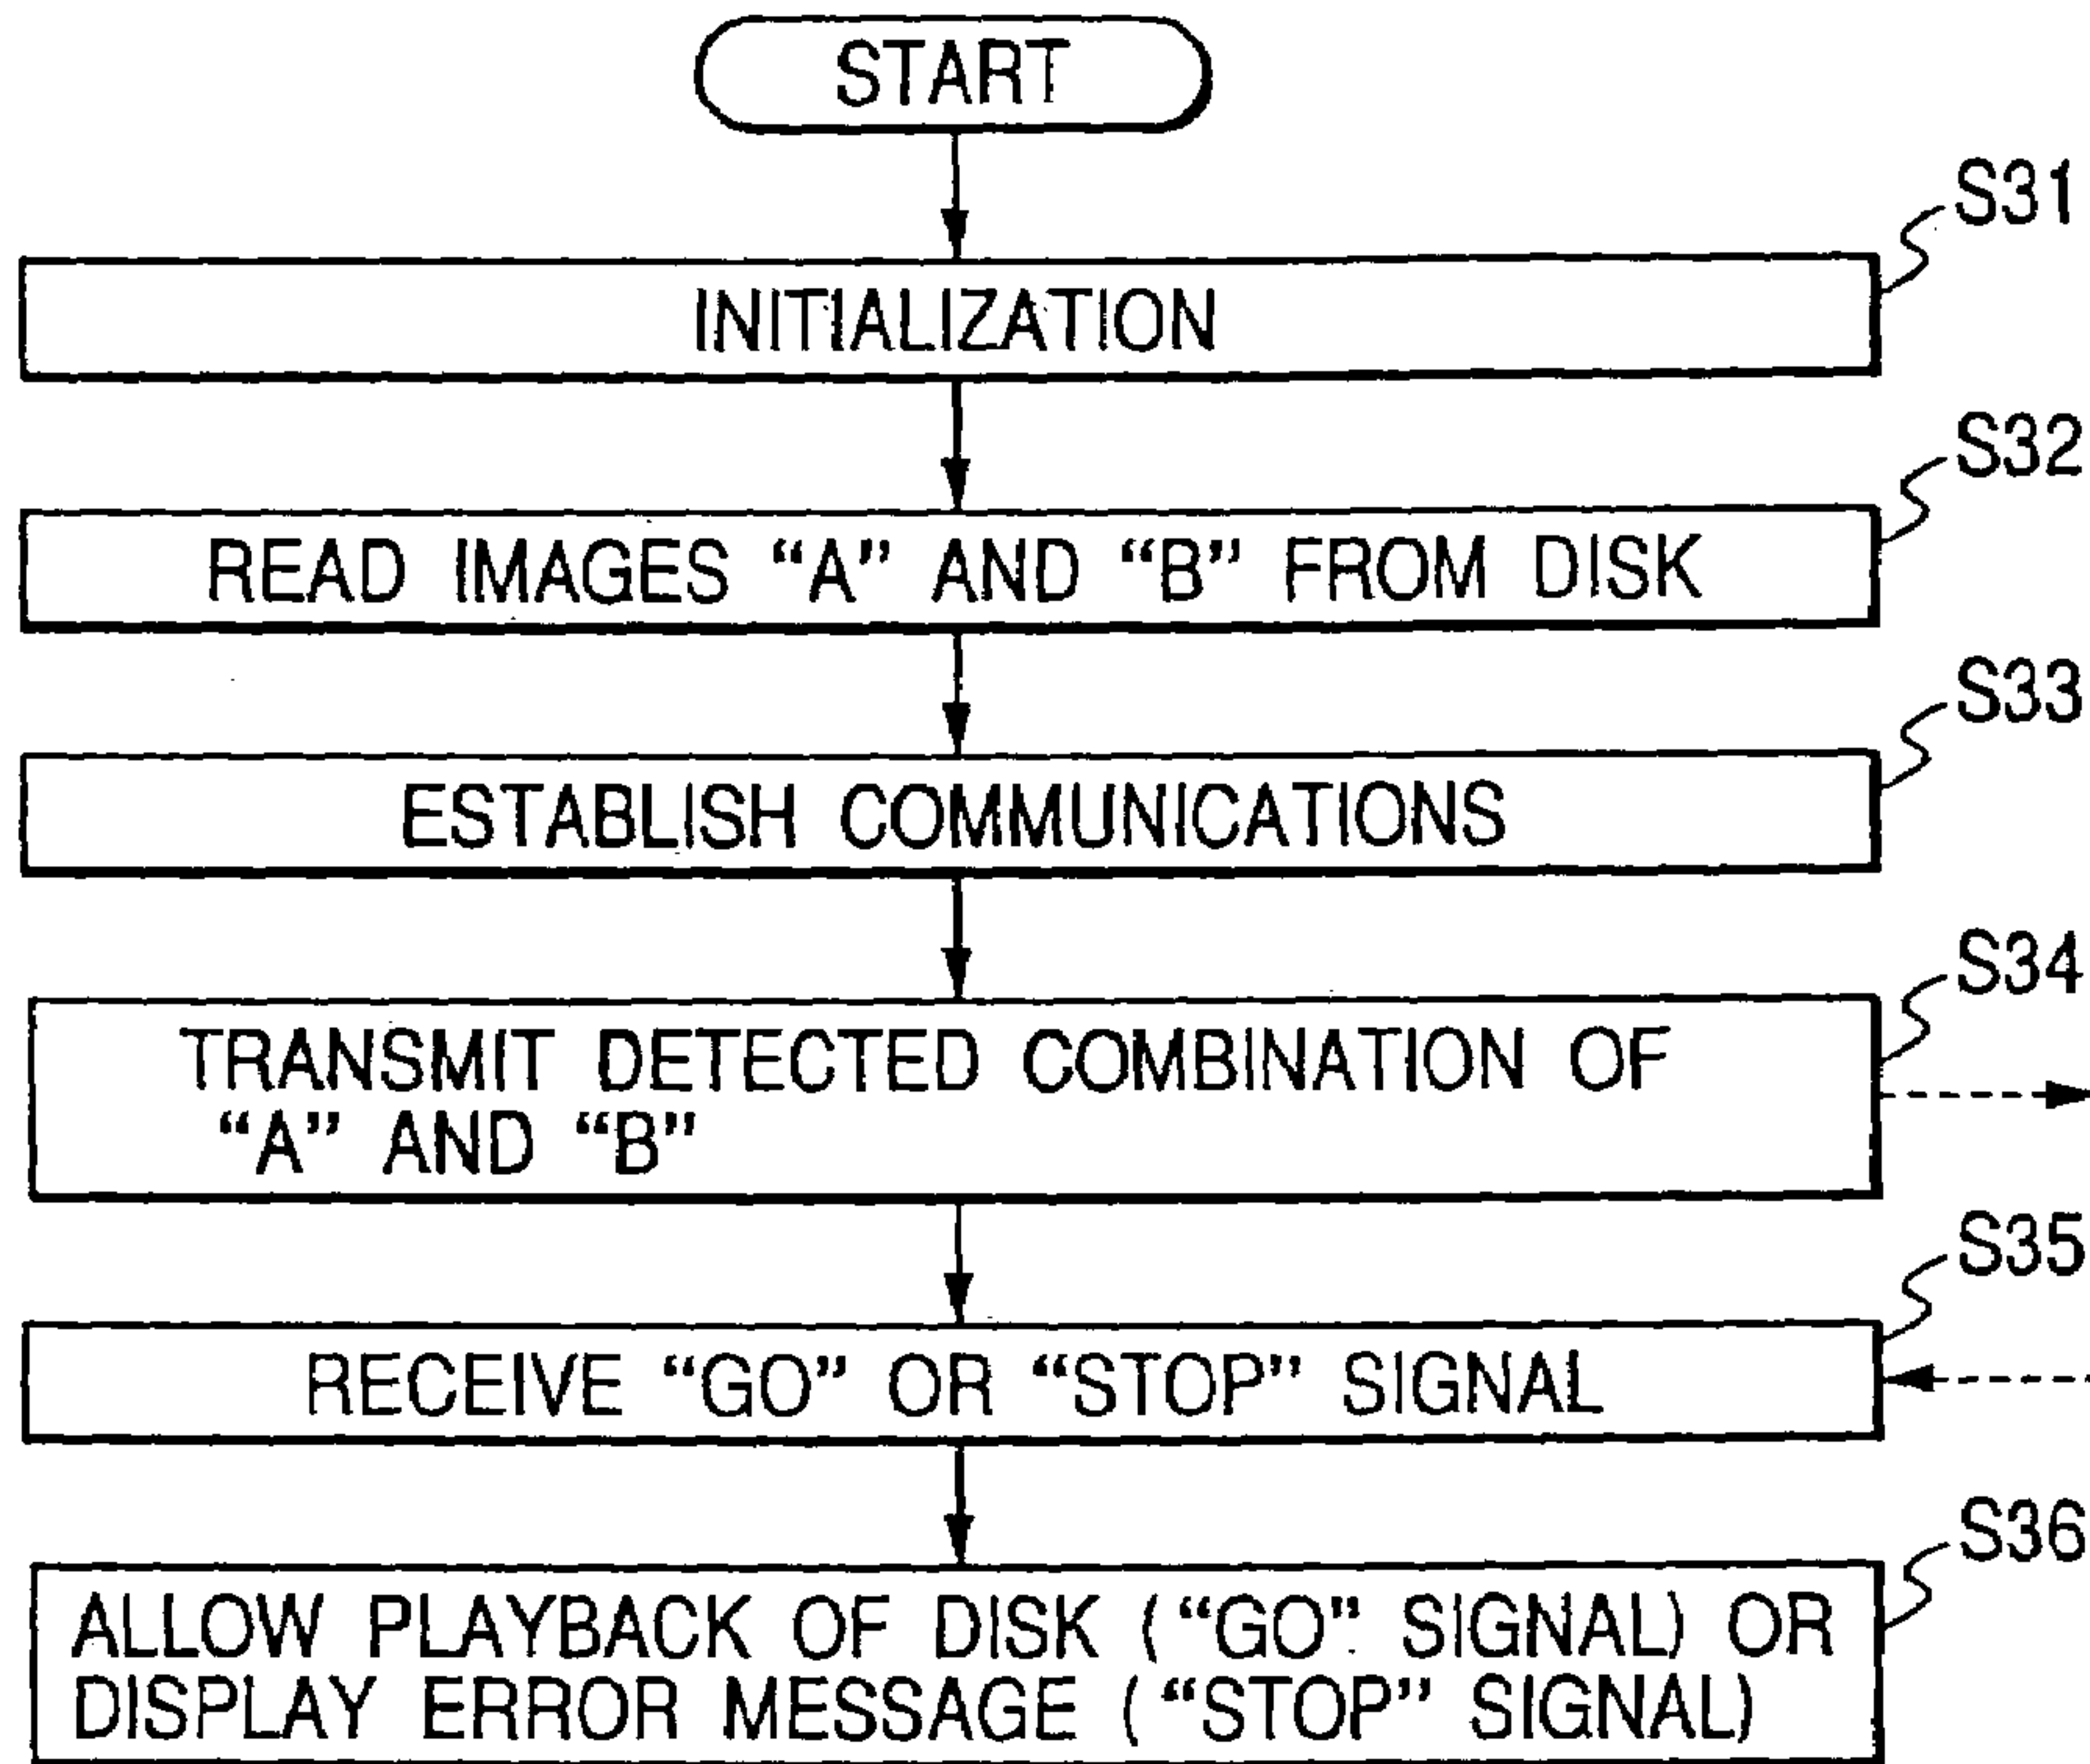 START
S31
INITIALIZATION
S32
READ IMAGES “A” AND “B” FROM DISK
S33
ESTABLISH COMMUNICATIONS
S34
TRANSMIT DETECTED COMBINATION OF
“A” AND “B”
S35
RECEIVE “GO” OR “STOP” SIGNAL
S36
ALLOW PLAYBACK OF DISK (“GO” SIGNAL) OR
DISPLAY ERROR MESSAGE (“STOP” SIGNAL)